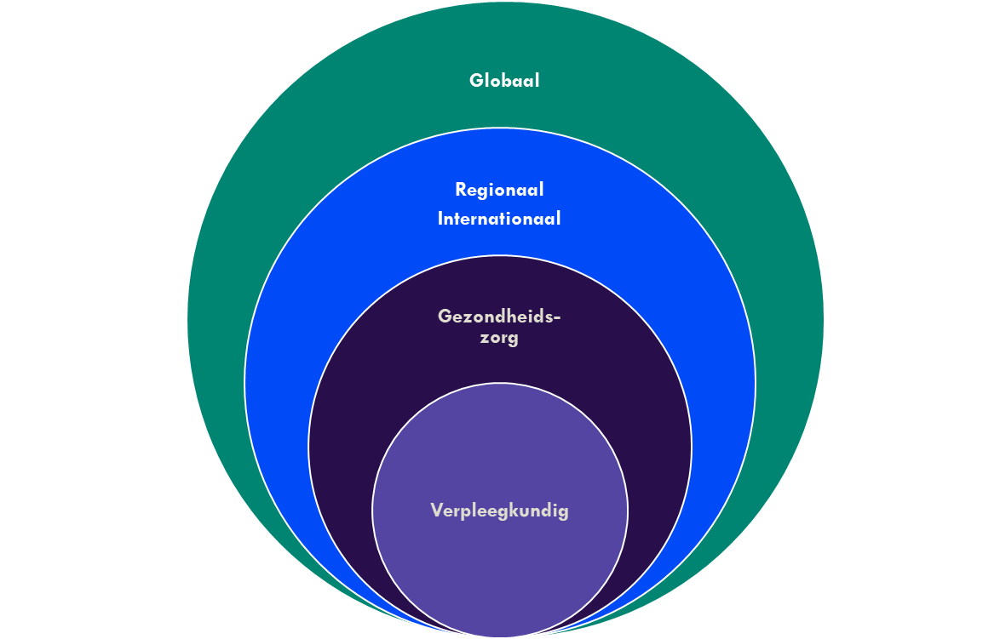 Globaal
Regionaal
Internationaal
Gezondheids-
zorg
Verpleegkundig